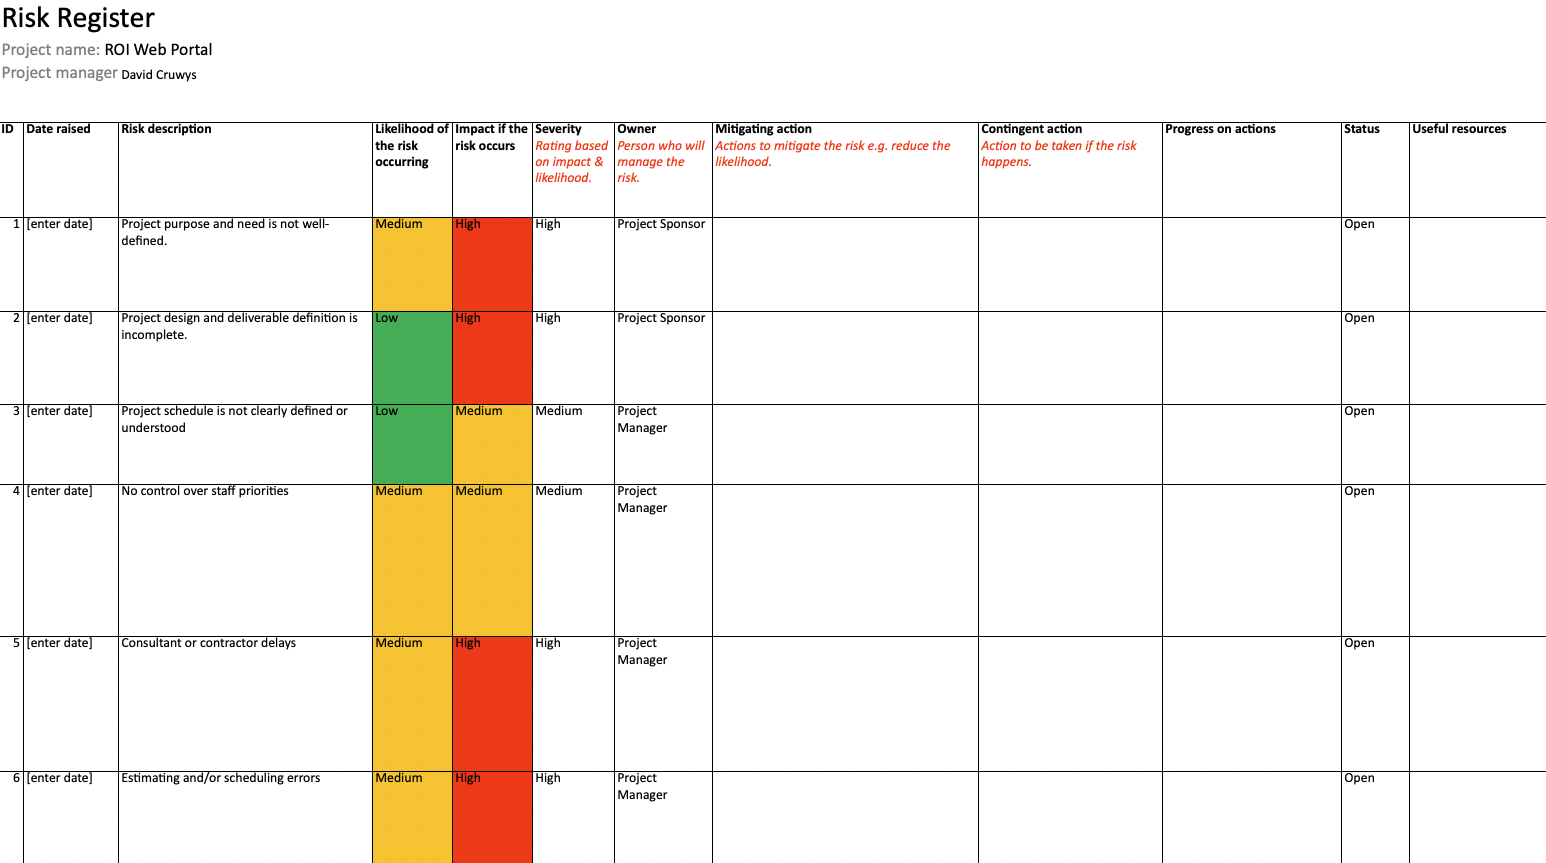 Risk Register
Project name: ROI Web Portal
Project manager David Cruwys
ID Date raised Risk description Likelihood of the risk occurring Impact if the risk occurs Severity Rating based on impact & likelihood. Owner Person who will manage the risk. Mitigating action Actions to mitigate the risk e.g. reduce the likelihood. Contingent action Action to be taken if the risk happens. Progress on actions Status Useful resources
1 [enter date] Project purpose and need is not well-defined. Medium High High Project Sponsor Open
2 [enter date] Project design and deliverable definition is incomplete. Low High High Project Sponsor Open
3 [enter date] Project schedule is not clearly defined or understood Low Medium Medium Project Manager Open
4 [enter date] No control over staff priorities Medium Medium Medium Project Manager Open
5 [enter date] Consultant or contractor delays Medium High High Project Manager Open
6 [enter date] Estimating and/or scheduling errors Medium High High Project Manager Open